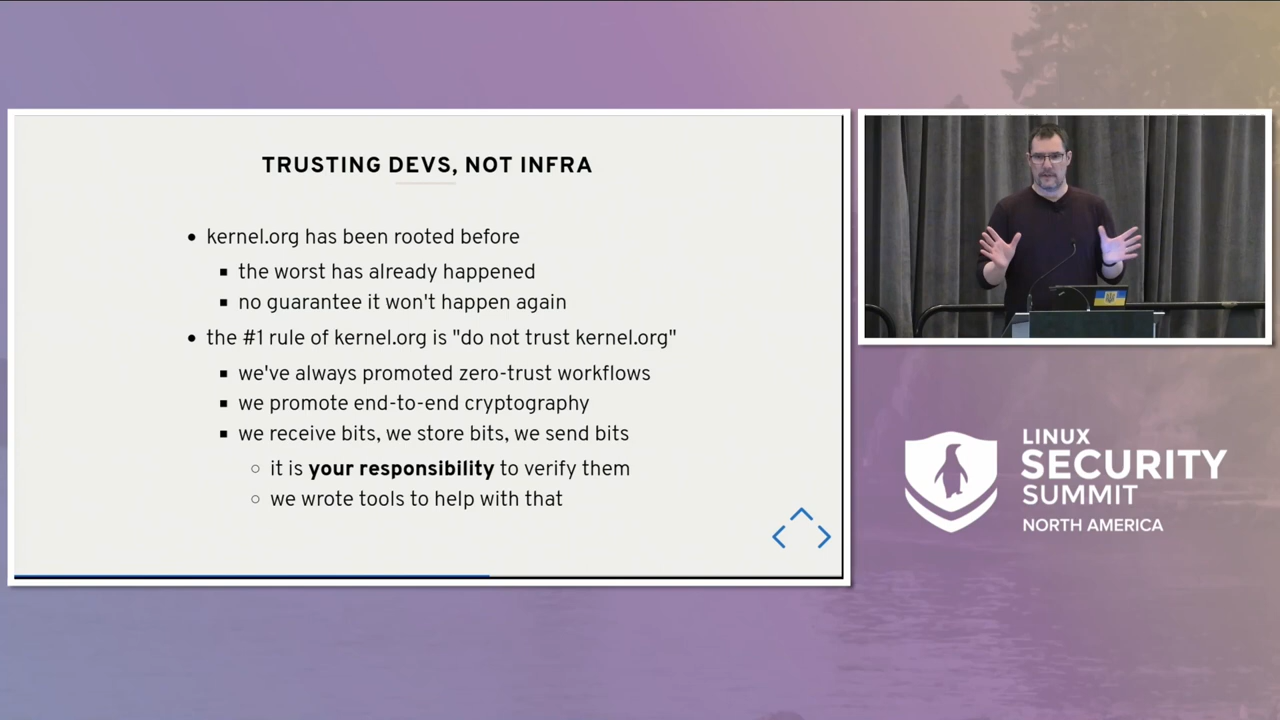 TRUSTING DEVS, NOT INFRA
kernel.org has been rooted before
the worst has already happened
no guarantee it won't happen again
the #1 rule of kernel.org is "do not trust kernel.org"
we've always promoted zero-trust workflows
we promote end-to-end cryptography
we receive bits, we store bits, we send bits
it is your responsibility to verify them
we wrote tools to help with that
LINUX
SECURITY
SUMMIT
NORTH AMERICA